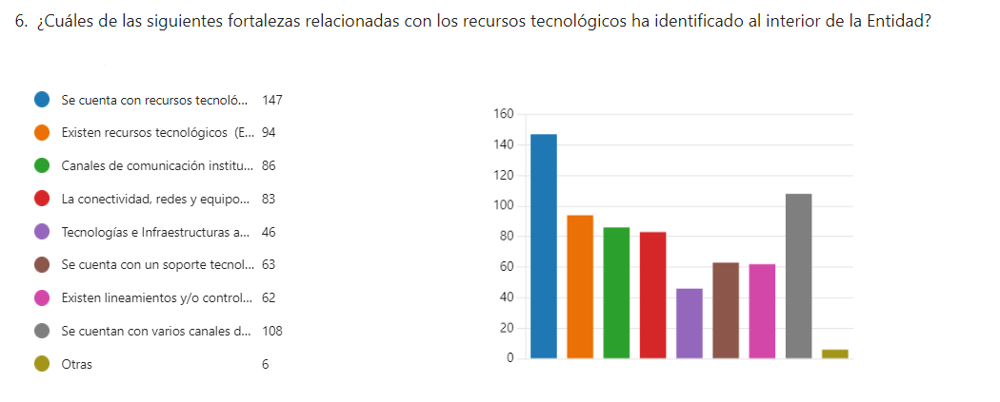 6. ¿Cuáles de las siguientes fortalezas relacionadas con los recursos tecnológicos ha identificado al interior de la Entidad?
Se cuenta con recursos tecnoló... 147
Existen recursos tecnológicos (E... 94
Canales de comunicación institu... 86
La conectividad, redes y equipo... 83
Tecnologías e Infraestructuras a... 46
Se cuenta con un soporte tecnol... 63
Existen lineamientos y/o control... 62
Se cuentan con varios canales d... 108
Otras 6
160
140
120
100
80
60
40
20
0